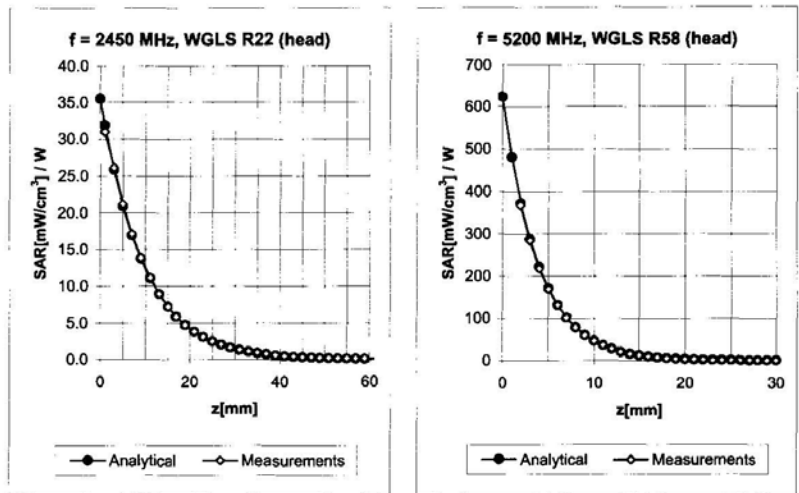 f = 2450 MHz, WGLS R22 (head)
40.0
35.0
30.0
25.0
20.0
15.0
10.0
5.0
0.0
SAR[mW/cm³] / W
0
20
40
60
z[mm]
Analytical
Measurements
f = 5200 MHz, WGLS R58 (head)
700
600
500
400
300
200
100
0
SAR[mW/cm³] / W
0
10
20
30
z[mm]
Analytical
Measurements